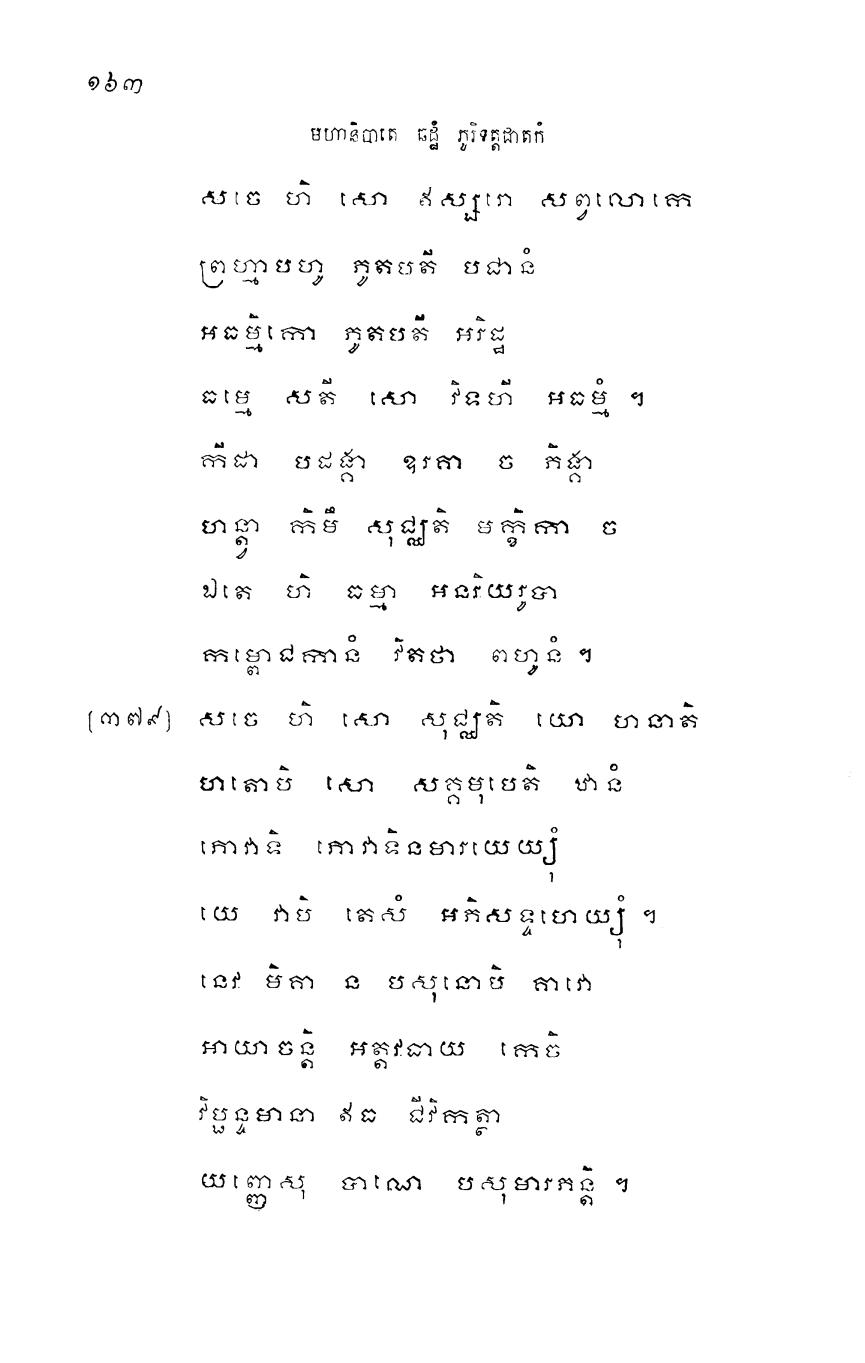 ១៦៣
មហានិបាតេ ឆដ្ឋំ ភូរិទត្តជាតកំ
សចេ ហិ សោ ឥស្សរោ សព្វលោកេ
ព្រហ្មាបហូ ភូតបតី បជានំ
អធម្មិកោ ភូតបតី អរិដ្ឋ
ធម្មេ សតី សោ វិទហី អធម្មំ ។
កីដា បដង្គា ឧរគា ច ភិង្គា
ហន្ត្វា កិមឹ សុជ្ឈតិ មក្ខិកា ច
ឯតេ ហិ ធម្មា អនរិយរូបា
កម្ពោជកានំ វិតថា ពហូនំ ។
[៣៧៩] សចេ ហិ សោ សុជ្ឈតិ យោ ហនាតិ
ហតោបិ សោ សគ្គមុបេតិ ឋានំ
ភោវាទិ ភោវាទិនមារយេយ្យុំ
យេ វាបិ តេសំ អភិសទ្ទហេយ្យុំ ។
នេវ មិគា ន បសុនោបិ គាវោ
អាយាចន្តិ អត្តវធាយ កេចិ
វិប្ផន្ទមានា ឥធ ជីវិកត្ថា
យញ្ញេសុ បាណេ បសុមារភន្តិ ។